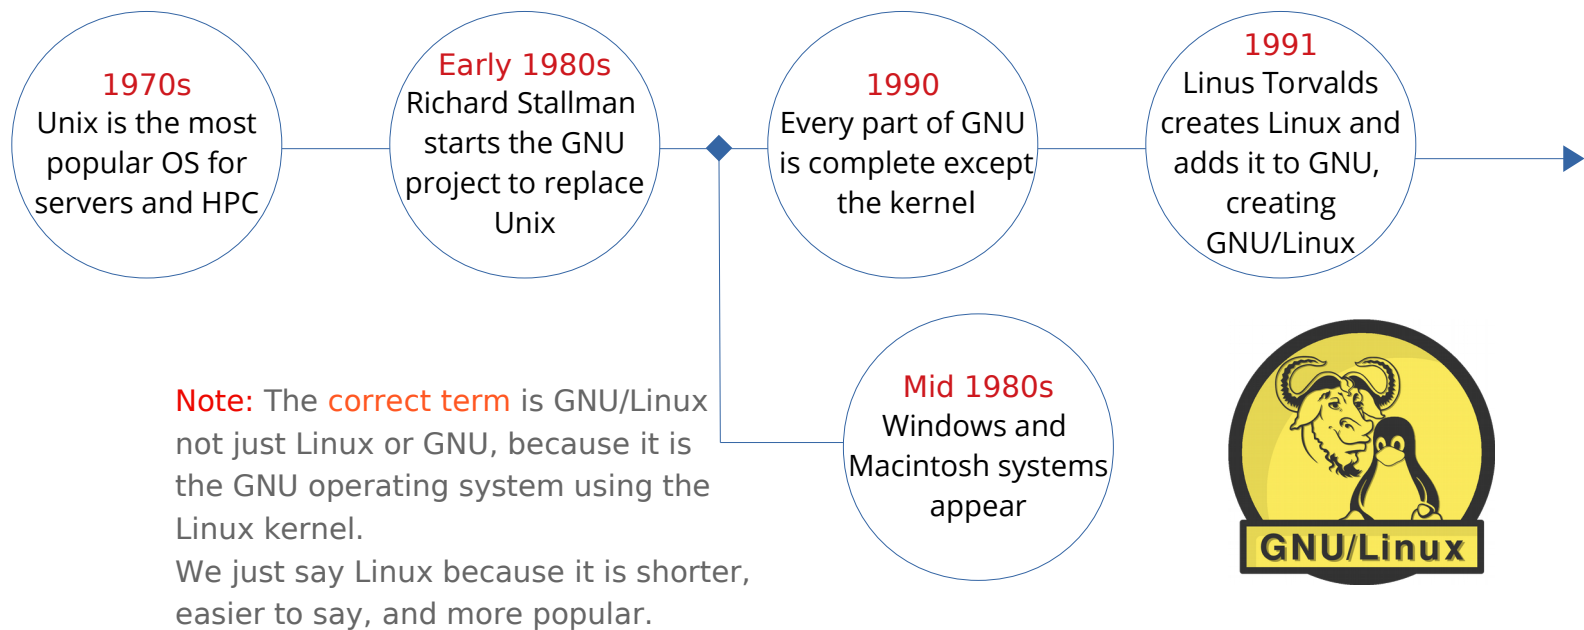 1970s
Unix is the most
popular OS for
servers and HPC
Early 1980s
Richard Stallman
starts the GNU
project to replace
Unix
1990
Every part of GNU
is complete except
the kernel
1991
Linus Torvalds
creates Linux and
adds it to GNU,
creating
GNU/Linux
Mid 1980s
Windows and
Macintosh systems
appear
Note: The correct term is GNU/Linux
not just Linux or GNU, because it is
the GNU operating system using the
Linux kernel.
We just say Linux because it is shorter,
easier to say, and more popular.
GNU/Linux